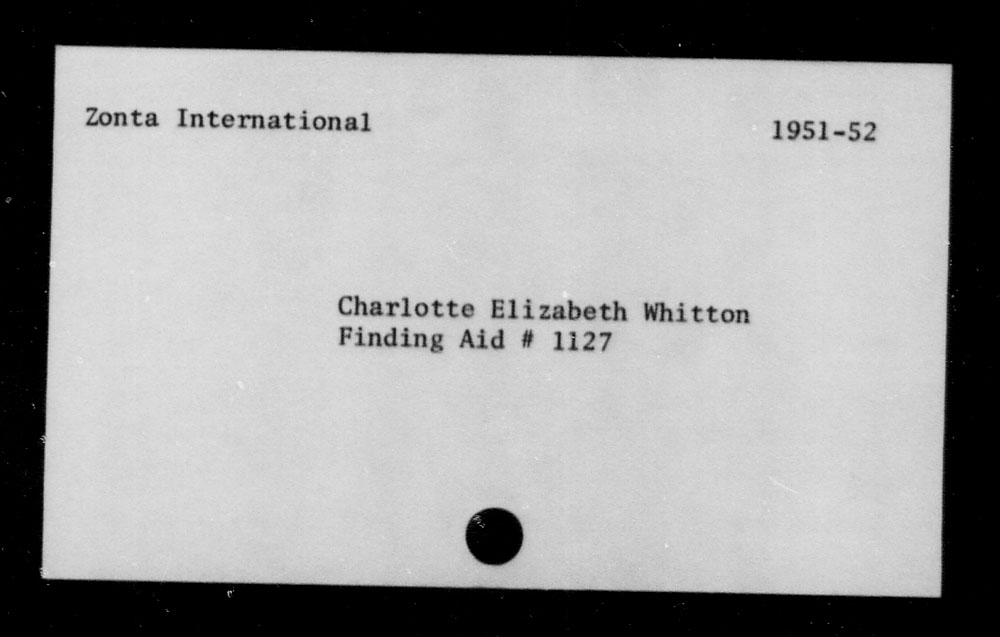 Zonta International 1951-52
Charlotte Elizabeth Whitton
Finding Aid # 1127